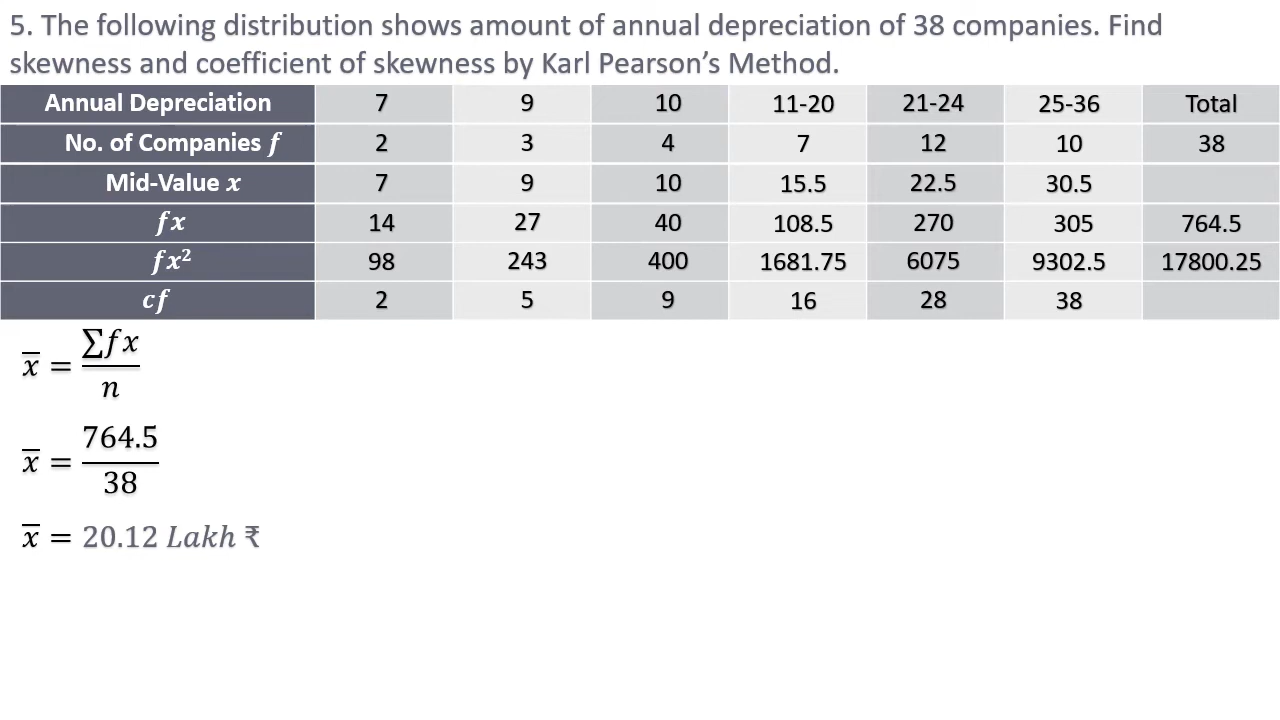 5. The following distribution shows amount of annual depreciation of 38 companies. Find
skewness and coefficient of skewness by Karl Pearson’s Method.
Annual Depreciation 7 9 10 11-20 21-24 25-36 Total
No. of Companies f 2 3 4 7 12 10 38
Mid-Value x 7 9 10 15.5 22.5 30.5
fx 14 27 40 108.5 270 305 764.5
fx² 98 243 400 1681.75 6075 9302.5 17800.25
cf 2 5 9 16 28 38
x̅ = ∑fx / n
x̅ = 764.5 / 38
x̅ = 20.12 Lakh ₹